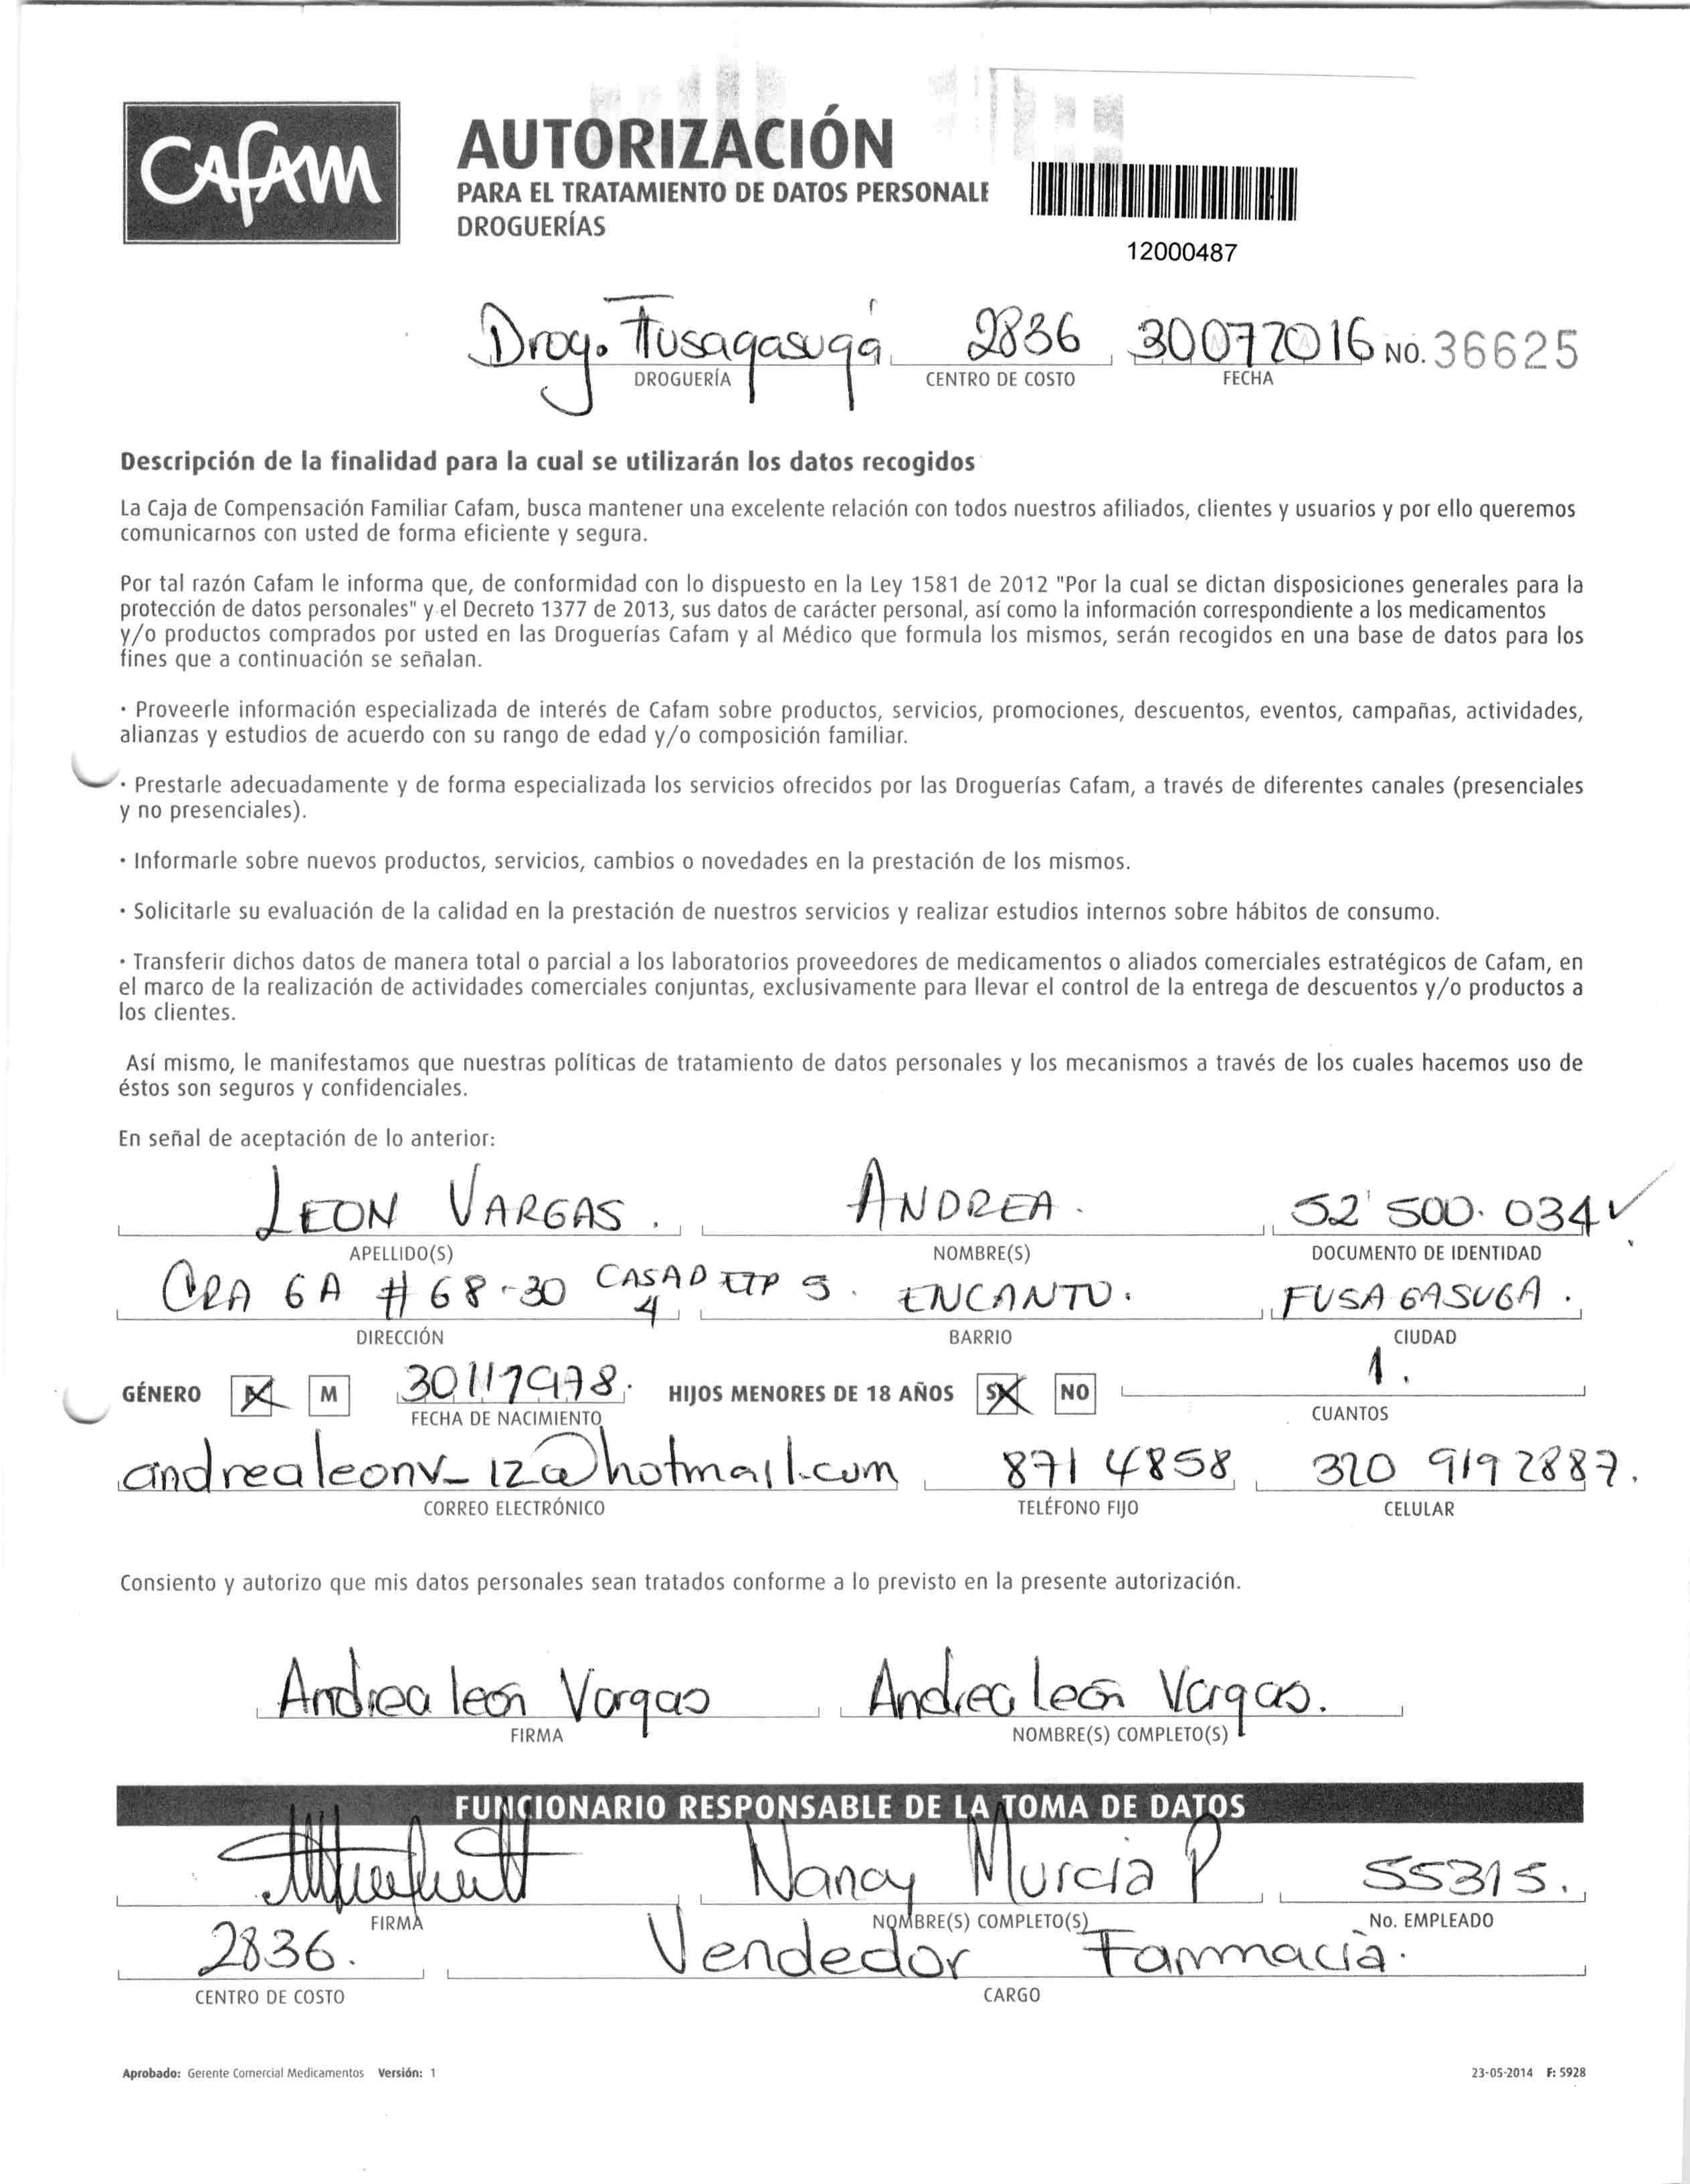 CAFAM
AUTORIZACIÓN
PARA EL TRATAMIENTO DE DATOS PERSONALE
DROGUERÍAS
12000487
Drog. Fusagasuga 2836 30072016 NO. 36625
DROGUERÍA CENTRO DE COSTO FECHA
Descripción de la finalidad para la cual se utilizarán los datos recogidos
La Caja de Compensación Familiar Cafam, busca mantener una excelente relación con todos nuestros afiliados, clientes y usuarios y por ello queremos
comunicarnos con usted de forma eficiente y segura.
Por tal razón Cafam le informa que, de conformidad con lo dispuesto en la Ley 1581 de 2012 "Por la cual se dictan disposiciones generales para la
protección de datos personales" y el Decreto 1377 de 2013, sus datos de carácter personal, así como la información correspondiente a los medicamentos
y/o productos comprados por usted en las Droguerías Cafam y al Médico que formula los mismos, serán recogidos en una base de datos para los
fines que a continuación se señalan.
· Proveerle información especializada de interés de Cafam sobre productos, servicios, promociones, descuentos, eventos, campañas, actividades,
alianzas y estudios de acuerdo con su rango de edad y/o composición familiar.
· Prestarle adecuadamente y de forma especializada los servicios ofrecidos por las Droguerías Cafam, a través de diferentes canales (presenciales
y no presenciales).
· Informarle sobre nuevos productos, servicios, cambios o novedades en la prestación de los mismos.
· Solicitarle su evaluación de la calidad en la prestación de nuestros servicios y realizar estudios internos sobre hábitos de consumo.
· Transferir dichos datos de manera total o parcial a los laboratorios proveedores de medicamentos o aliados comerciales estratégicos de Cafam, en
el marco de la realización de actividades comerciales conjuntas, exclusivamente para llevar el control de la entrega de descuentos y/o productos a
los clientes.
Así mismo, le manifestamos que nuestras políticas de tratamiento de datos personales y los mecanismos a través de los cuales hacemos uso de
éstos son seguros y confidenciales.
En señal de aceptación de lo anterior:
LEON VARGAS. ANDREA. 52'500.034
APELLIDO(S) NOMBRE(S) DOCUMENTO DE IDENTIDAD
CRA 6A # 68-30 CASA D 4 ETP 3. ENCANTO. FUSAGASUGA.
DIRECCIÓN BARRIO CIUDAD
GÉNERO F M 30111978. HIJOS MENORES DE 18 AÑOS SI NO 1.
FECHA DE NACIMIENTO CUANTOS
andrealeonv_12@hotmail.com 871 4858 320 919 2887.
CORREO ELECTRÓNICO TELÉFONO FIJO CELULAR
Consiento y autorizo que mis datos personales sean tratados conforme a lo previsto en la presente autorización.
Andrea león Vargas Andrea León Vargas.
FIRMA NOMBRE(S) COMPLETO(S)
FUNCIONARIO RESPONSABLE DE LA TOMA DE DATOS
Nancy Murcia P 55315.
FIRMA NOMBRE(S) COMPLETO(S) No. EMPLEADO
2836. Vendedor Farmacia.
CENTRO DE COSTO CARGO
Aprobado: Gerente Comercial Medicamentos Versión: 1 23-05-2014 F: 5928